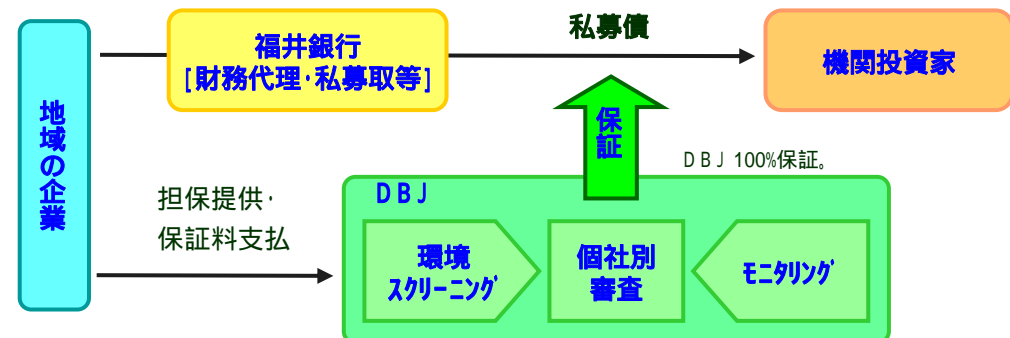 私募債
福井銀行
[財務代理･私募取等]
機関投資家
地域の企業
保証
DBJ 100%保証。
担保提供･
保証料支払
DBJ
環境
ｽｸﾘｰﾆﾝｸﾞ
個社別
審査
ﾓﾆﾀﾘﾝｸﾞ